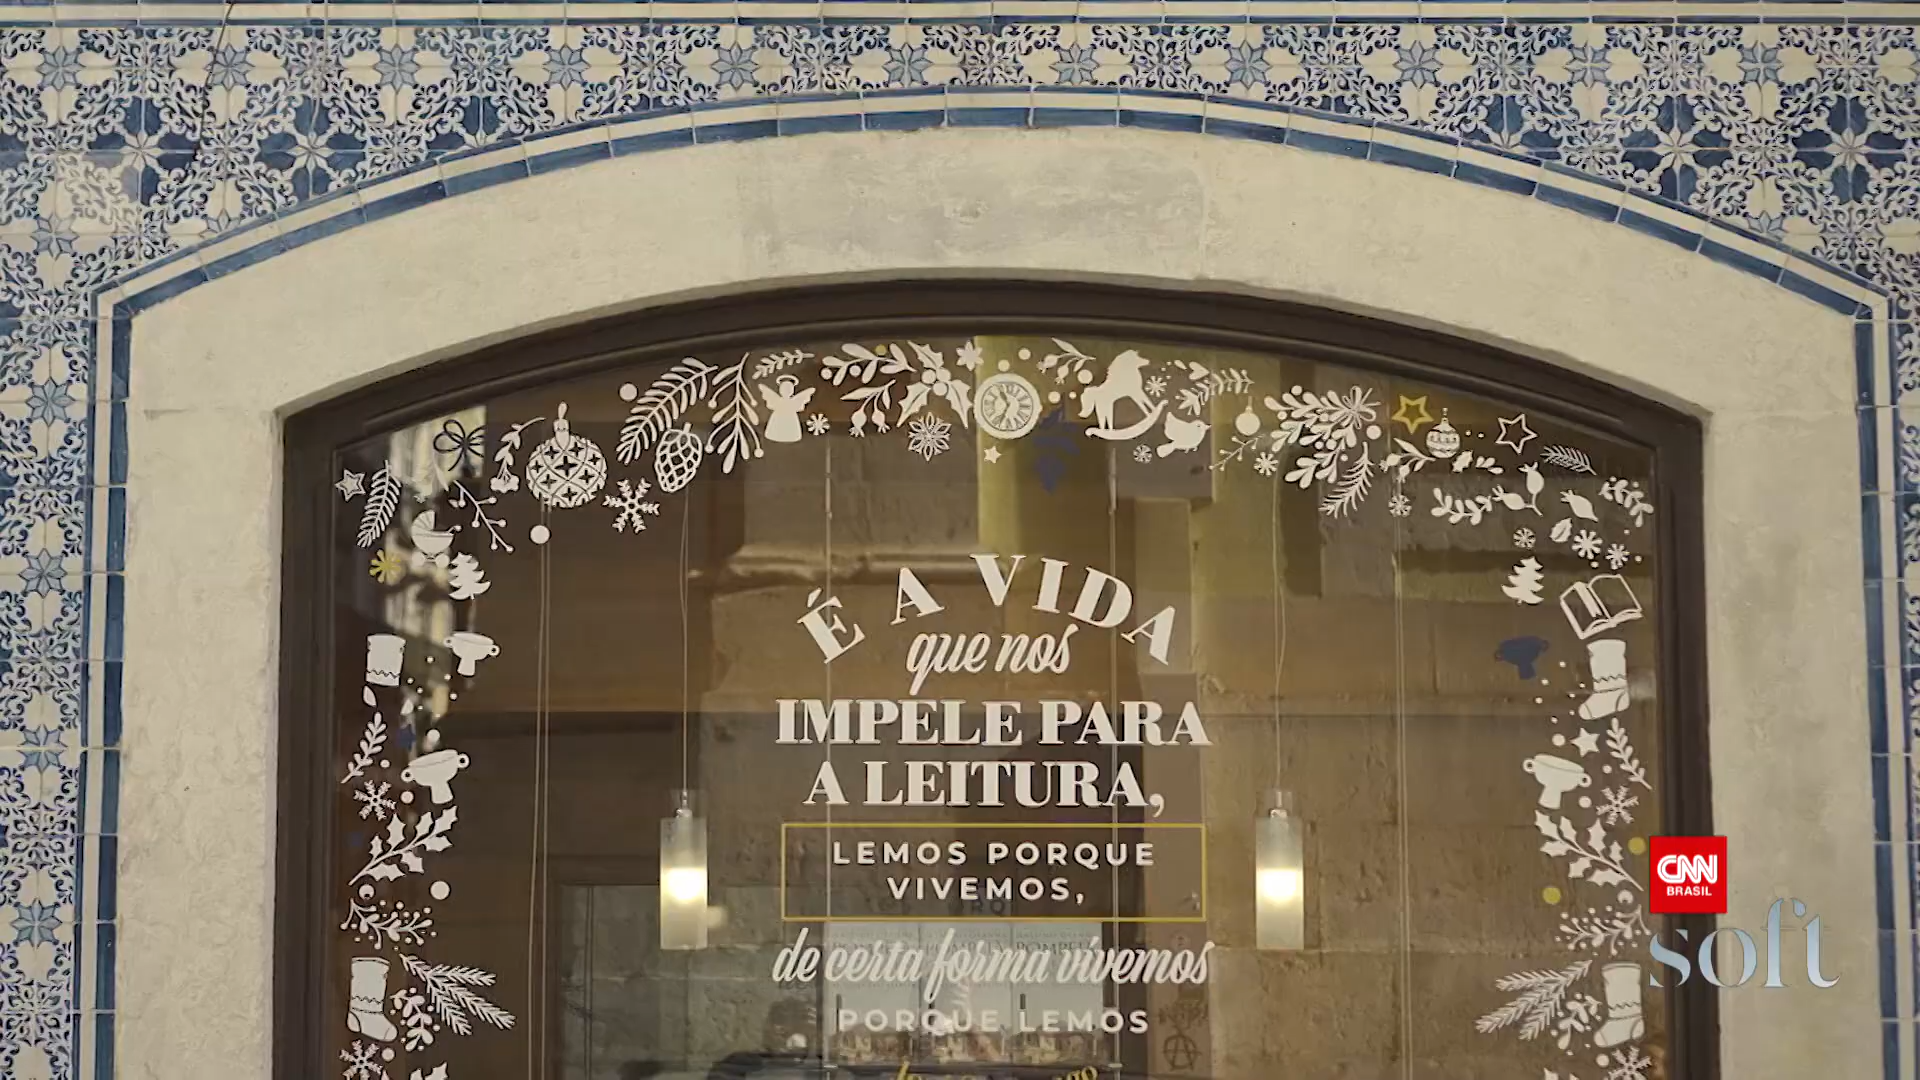 É A VIDA
que nos
IMPELE PARA
A LEITURA,
LEMOS PORQUE
VIVEMOS,
de certa forma vivemos
PORQUE LEMOS
CNN
BRASIL
soft